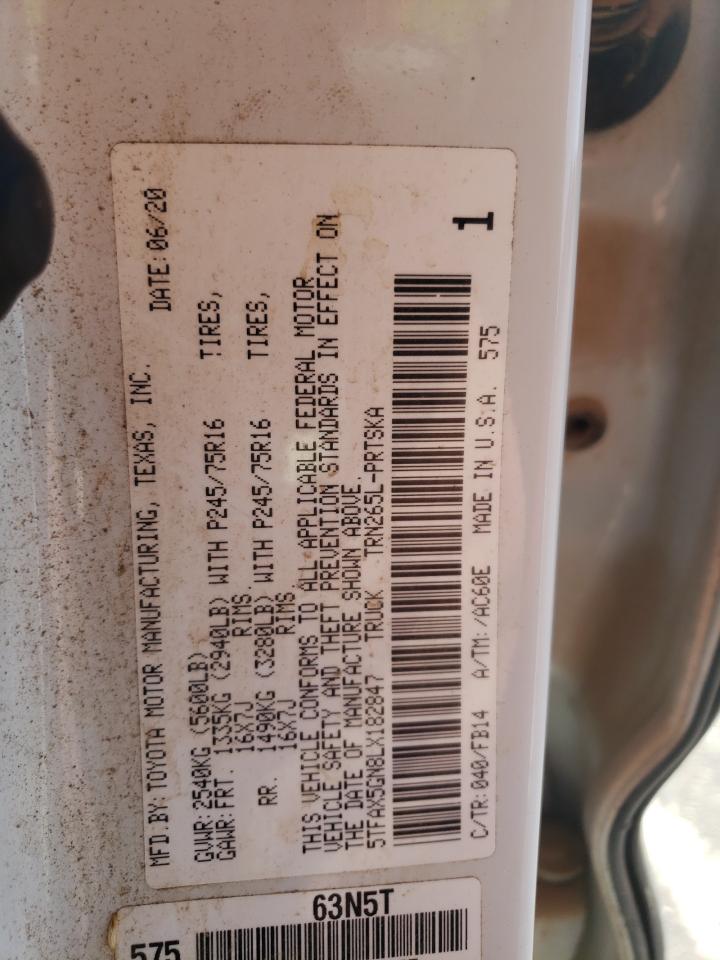 MFD.BY: TOYOTA MOTOR MANUFACTURING, TEXAS, INC. DATE: 06/20
GVWR: 2540KG (5600LB)
GAWR: FRT. 1335KG (2940LB) WITH P245/75R16 TIRES,
16X7J RIMS,
RR. 1490KG (3280LB) WITH P245/75R16 TIRES,
16X7J RIMS
THIS VEHICLE CONFORMS TO ALL APPLICABLE FEDERAL MOTOR
VEHICLE SAFETY AND THEFT PREVENTION STANDARDS IN EFFECT ON
THE DATE OF MANUFACTURE SHOWN ABOVE.
5TFAX5GN8LX182847 TRUCK TRN265L-PRTSKA
1
C/TR: 040/FB14 A/TM: /AC60E MADE IN U.S.A. 575
63N5T
575